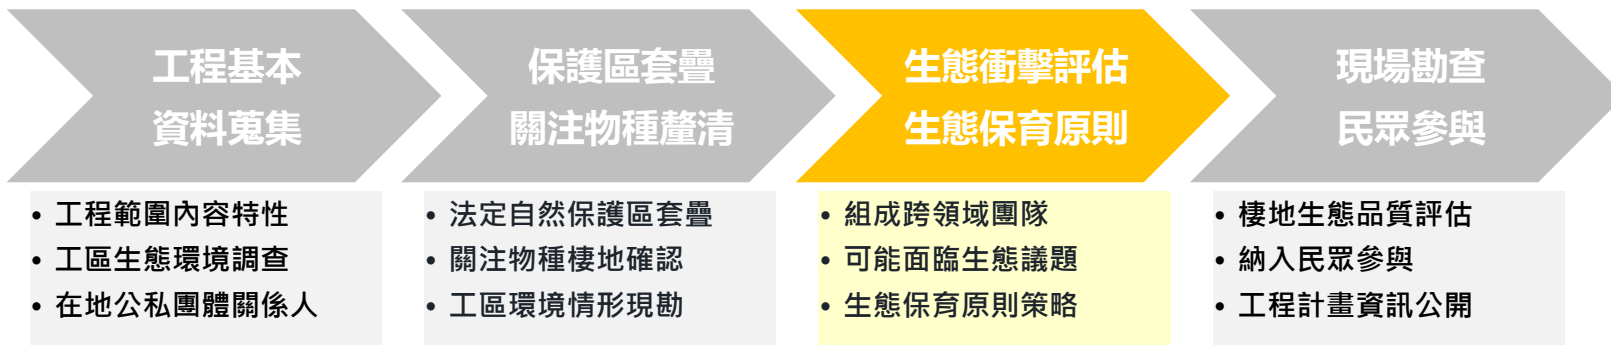 工程基本
資料蒐集
• 工程範圍內容特性
• 工區生態環境調查
• 在地公私團體關係人
保護區套疊
關注物種釐清
• 法定自然保護區套疊
• 關注物種棲地確認
• 工區環境情形現勘
生態衝擊評估
生態保育原則
• 組成跨領域團隊
• 可能面臨生態議題
• 生態保育原則策略
現場勘查
民眾參與
• 棲地生態品質評估
• 納入民眾參與
• 工程計畫資訊公開